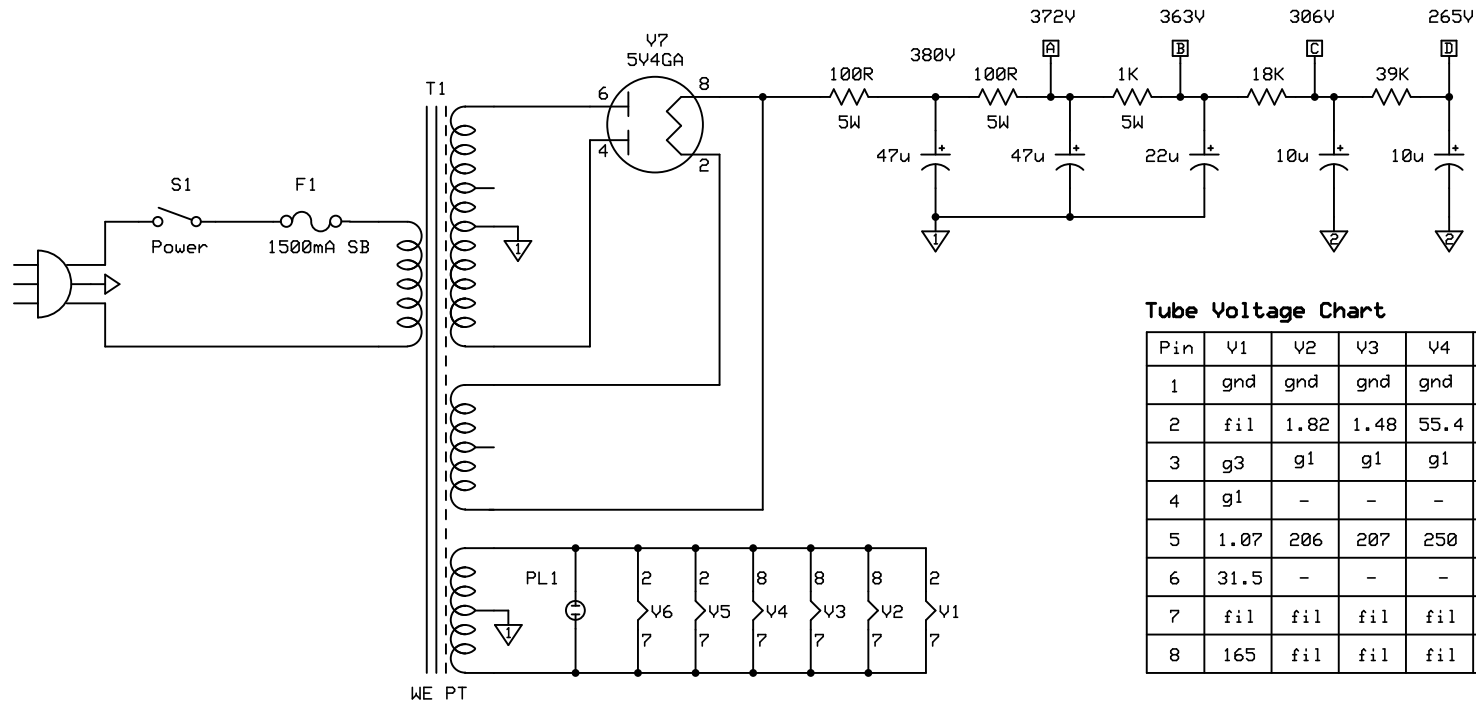 372V 363V 306V 265V
A B C D
V7
5V4GA
380V
100R 100R 1K 18K 39K
5W 5W 5W
6 8
4 2
T1
47u + 47u + 22u + 10u + 10u +
1 2 2
S1 F1
Power 1500mA SB
1
Tube Voltage Chart
Pin V1 V2 V3 V4
1 gnd gnd gnd gnd
2 fil 1.82 1.48 55.4
3 g3 g1 g1 g1
4 g1 - - -
5 1.07 206 207 250
6 31.5 - - -
7 fil fil fil fil
8 165 fil fil fil
PL1 2 2 8 8 8 2
V6 V5 V4 V3 V2 V1
1 7 7 7 7 7 7
WE PT